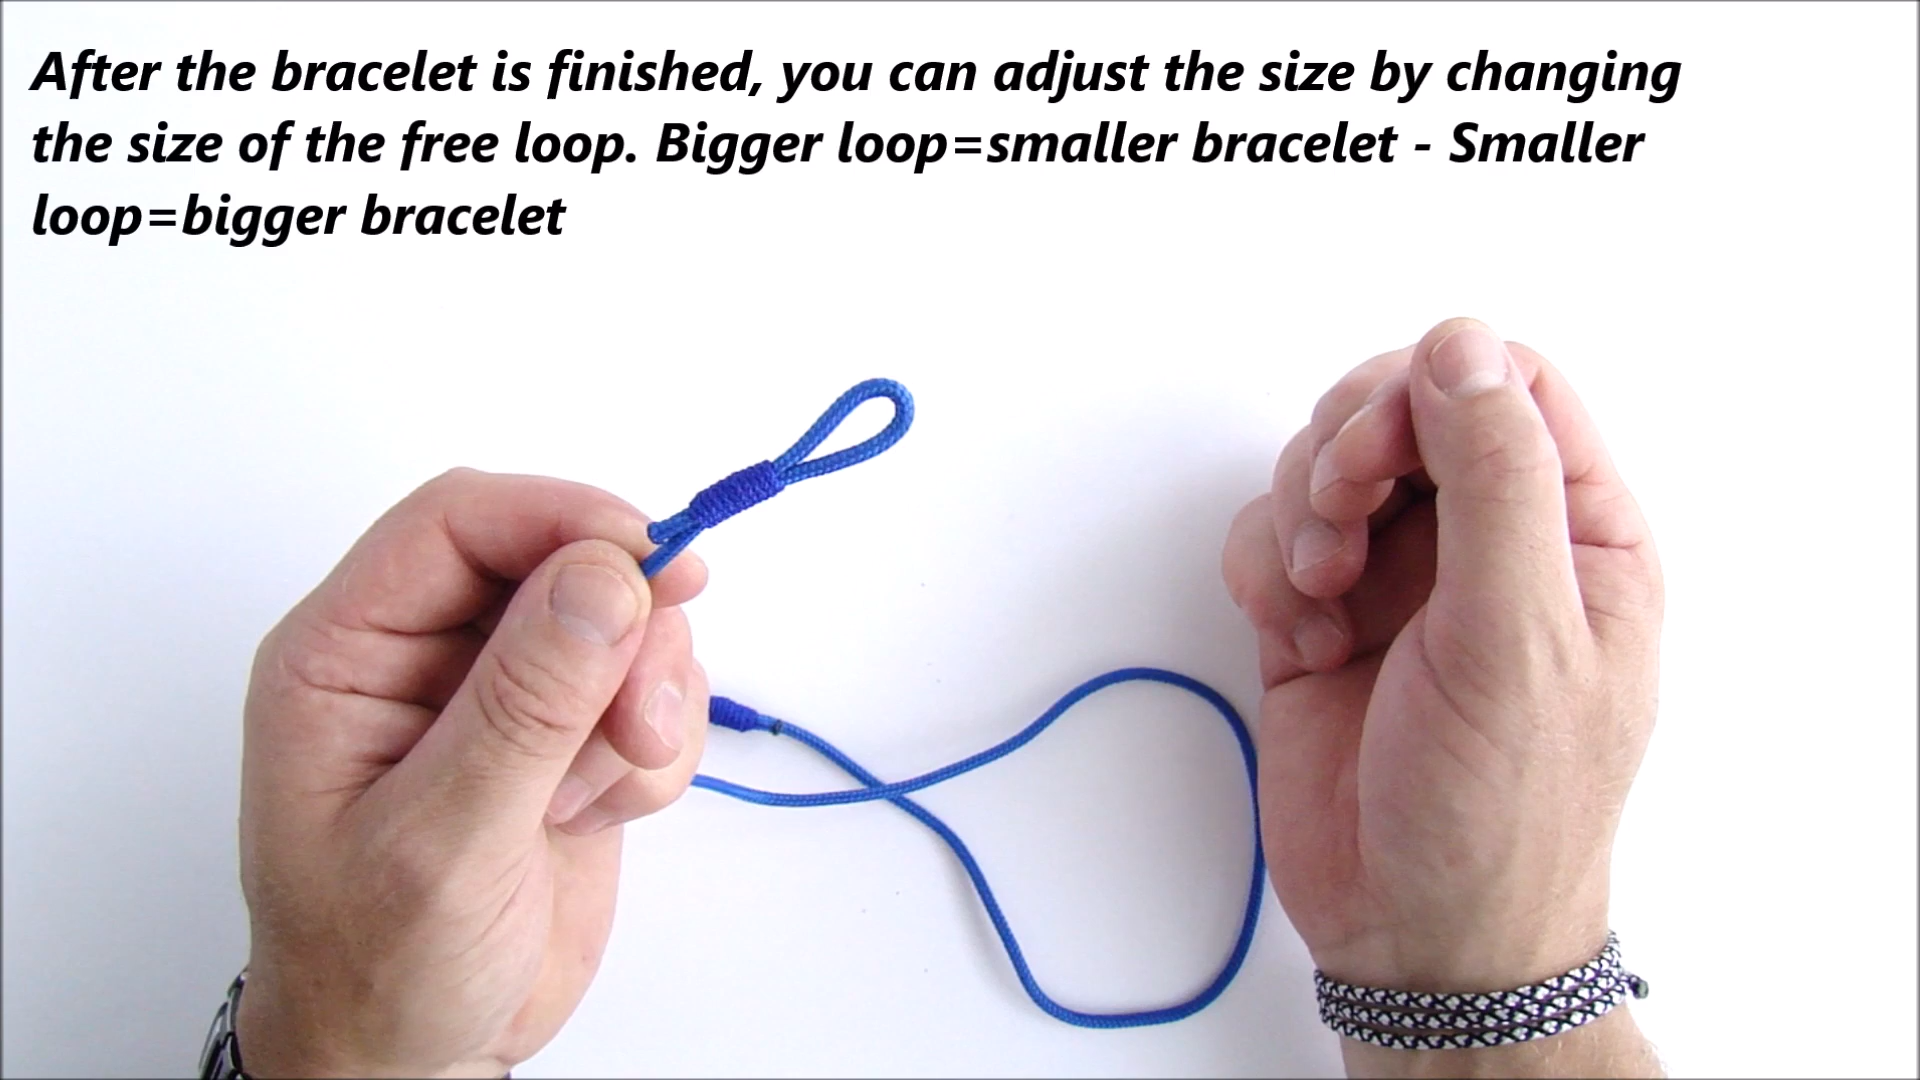 After the bracelet is finished, you can adjust the size by changing
the size of the free loop. Bigger loop=smaller bracelet - Smaller
loop=bigger bracelet